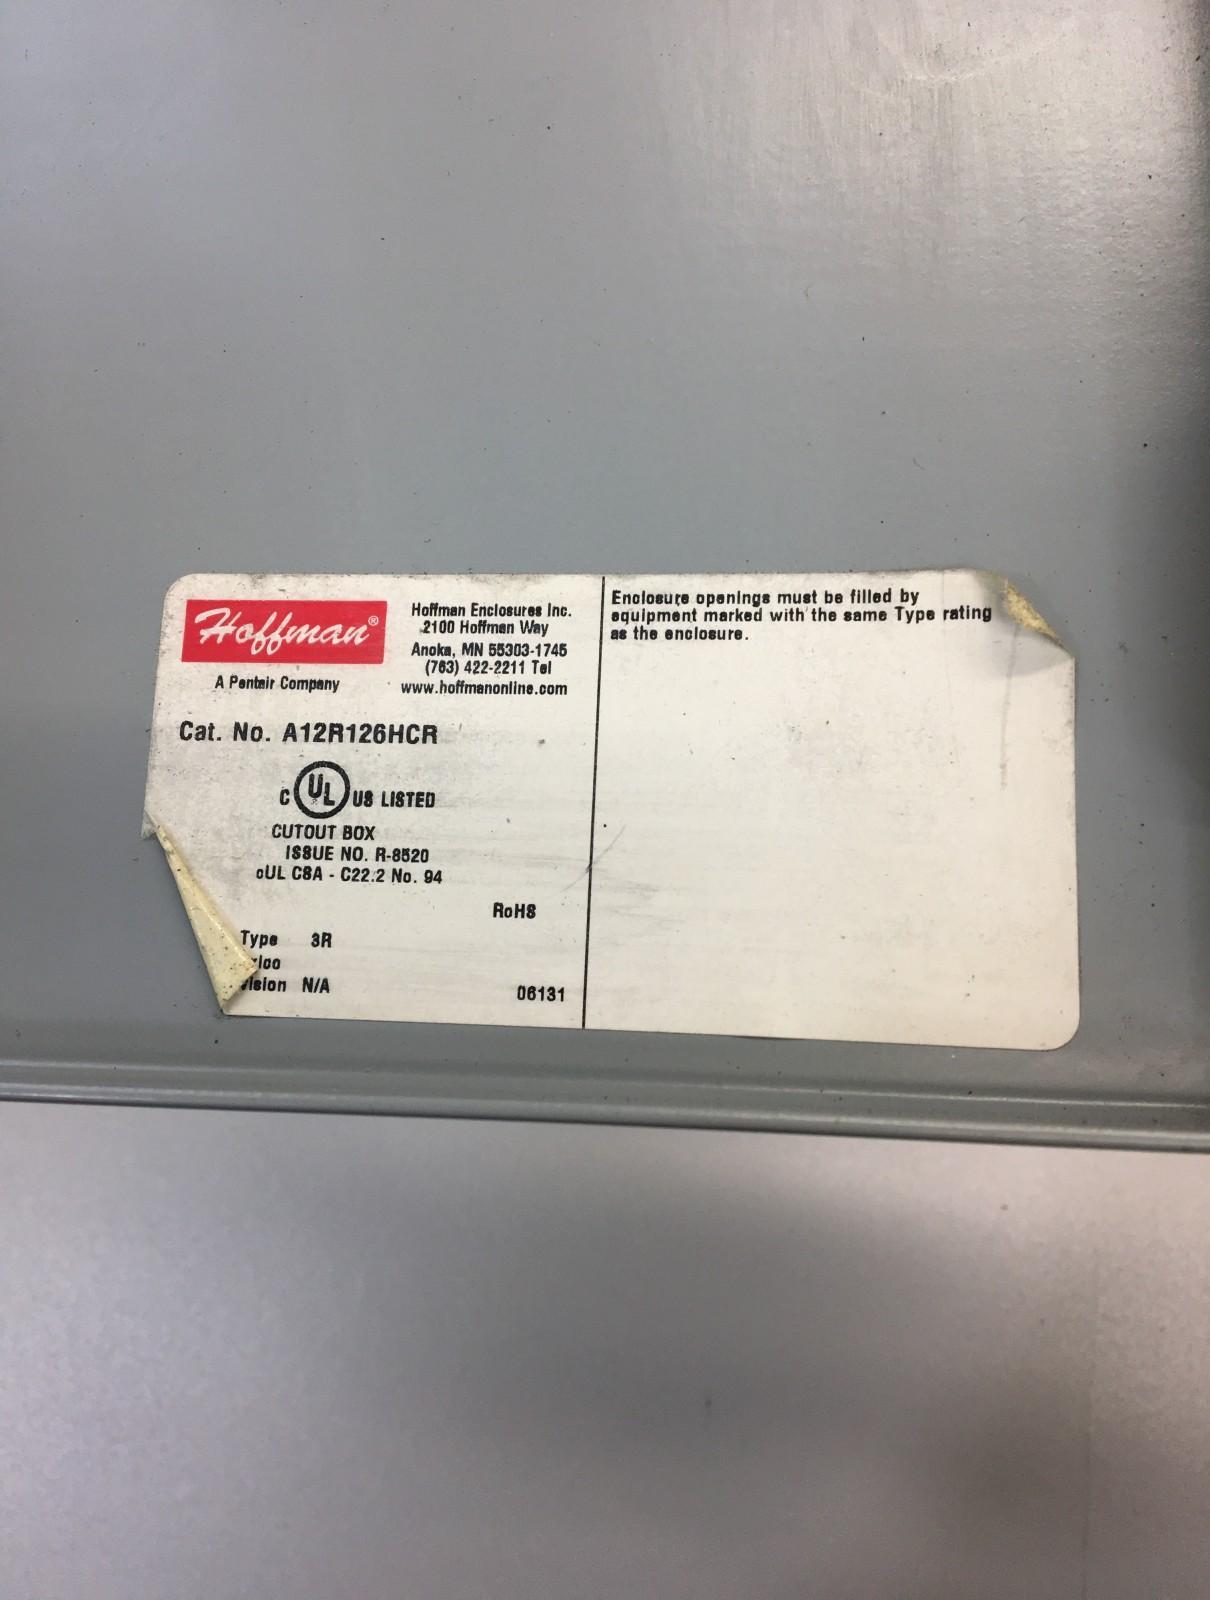 Hoffman®
A Pentair Company
Hoffman Enclosures Inc.
2100 Hoffman Way
Anoka, MN 55303-1745
(763) 422-2211 Tel
www.hoffmanonline.com
Cat. No. A12R126HCR
C UL US LISTED
CUTOUT BOX
ISSUE NO. R-8520
cUL CSA - C22.2 No. 94
RoHS
Type 3R
N/A
06131
Enclosure openings must be filled by
equipment marked with the same Type rating
as the enclosure.